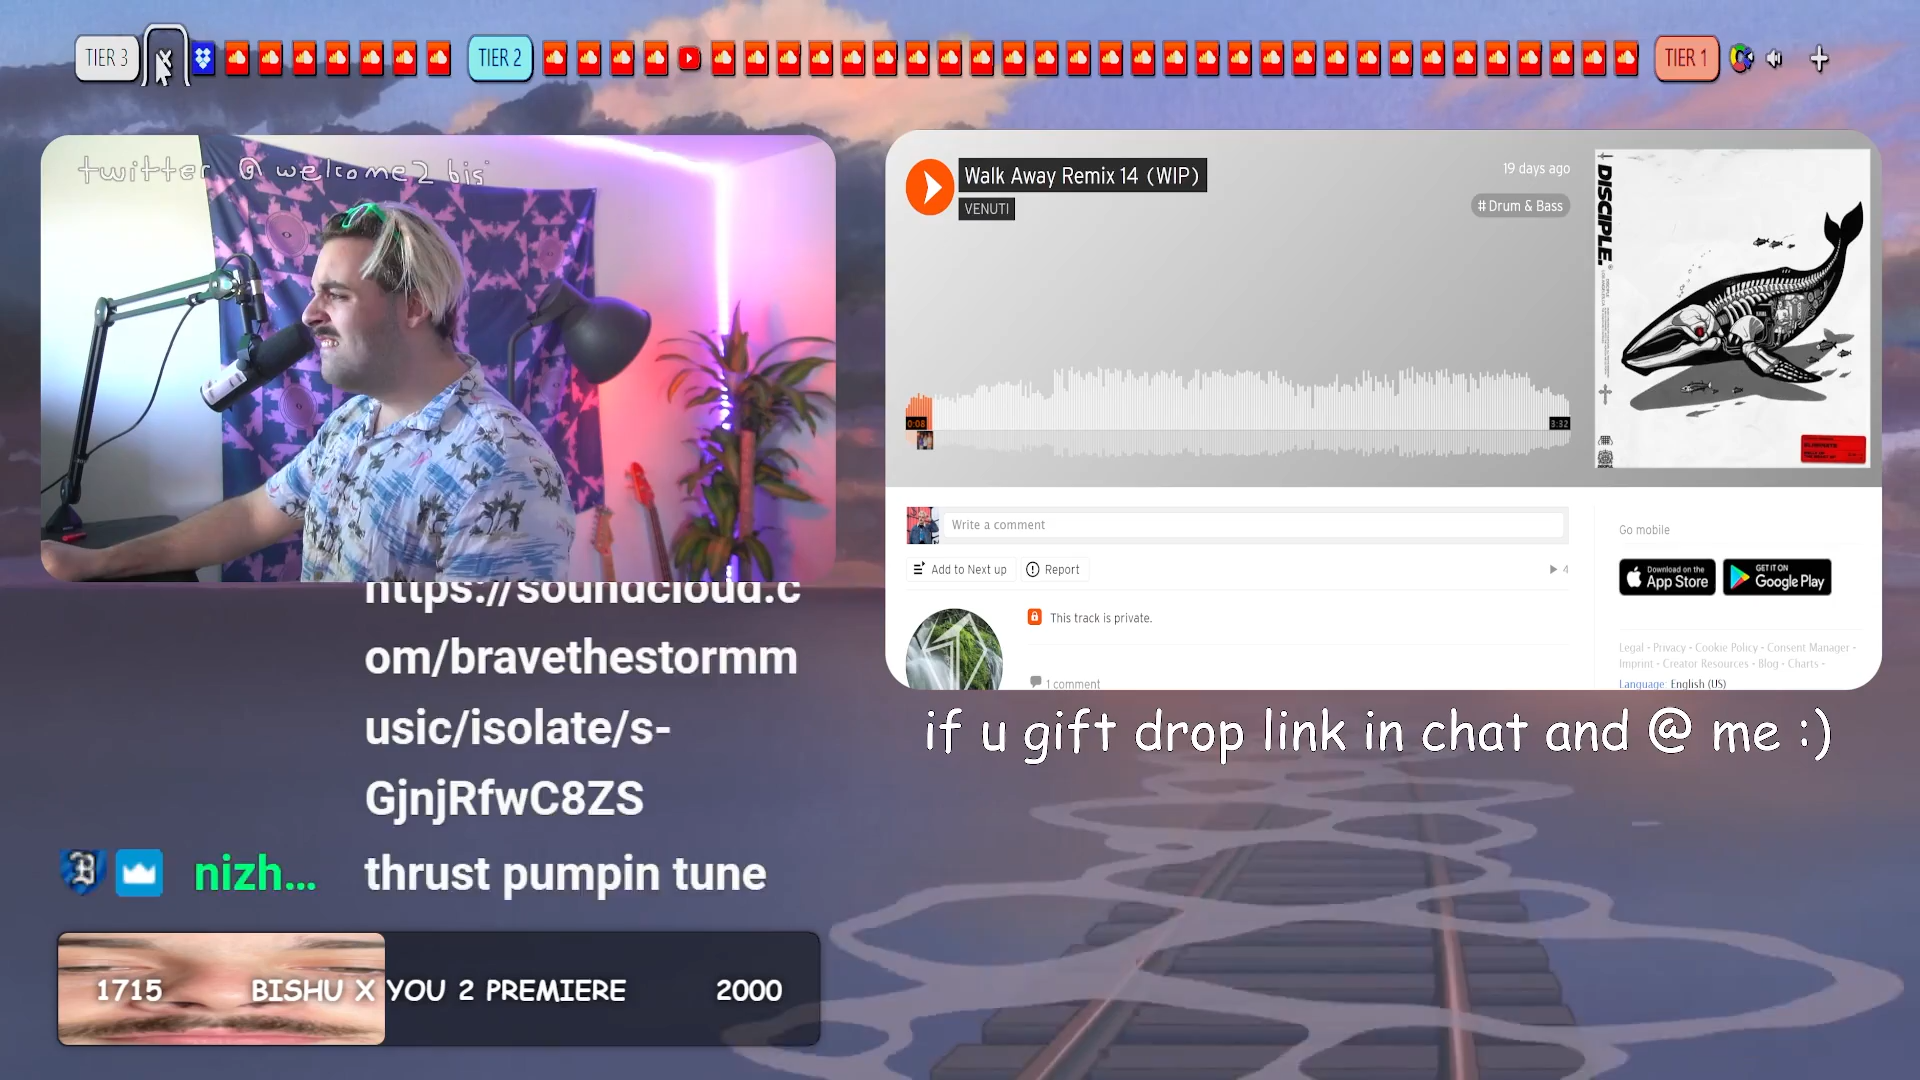 TIER 3
TIER 2
TIER 1
twitter @ welcome2 bis
Walk Away Remix 14 (WIP)
VENUTI
19 days ago
# Drum & Bass
DISCIPLE.
0:08
3:32
Write a comment
Add to Next up
Report
4
This track is private.
1 comment
Go mobile
Download on the
App Store
GET IT ON
Google Play
Legal - Privacy - Cookie Policy - Consent Manager -
Imprint - Creator Resources - Blog - Charts -
Language: English (US)
if u gift drop link in chat and @ me :)
https://soundcloud.c
om/bravethestormm
usic/isolate/s-
GjnjRfwC8ZS
nizh... thrust pumpin tune
1715 BISHU X YOU 2 PREMIERE 2000